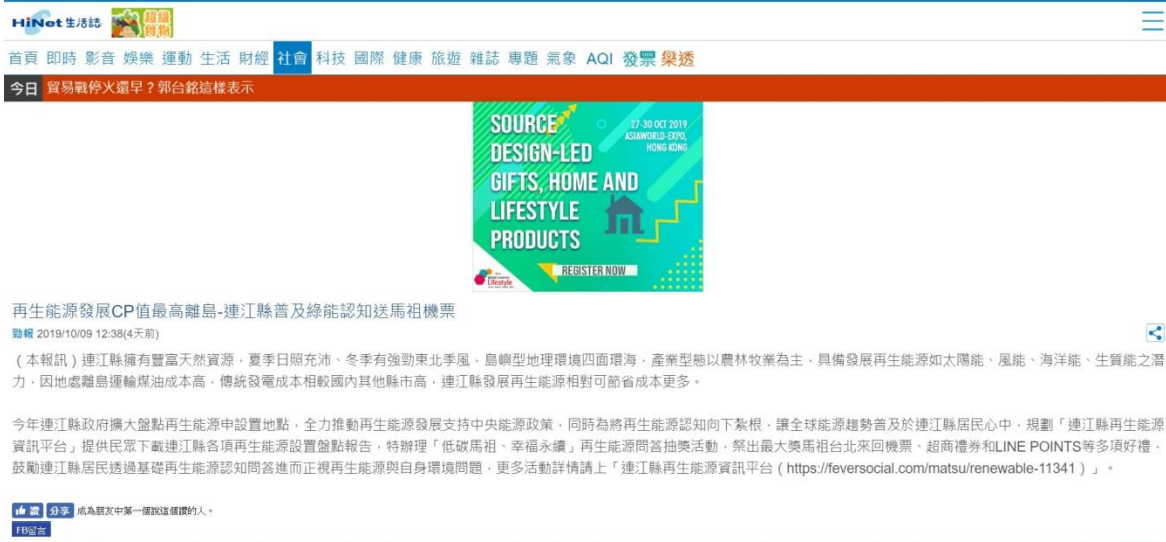 HiNet 生活誌 超級食物
首頁 即時 影音 娛樂 運動 生活 財經 社會 科技 國際 健康 旅遊 雜誌 專題 氣象 AQI 發票 樂透
今日 貿易戰停火還早？郭台銘這樣表示
SOURCE
DESIGN-LED
GIFTS, HOME AND
LIFESTYLE
PRODUCTS
27-30 OCT 2019
ASIAWORLD-EXPO,
HONG KONG
Lifestyle
REGISTER NOW
再生能源發展CP值最高離島-連江縣普及綠能認知送馬祖機票
勁報 2019/10/09 12:38(4天前)
（本報訊）連江縣擁有豐富天然資源，夏季日照充沛、冬季有強勁東北季風，島嶼型地理環境四面環海，產業型態以農林牧業為主，具備發展再生能源如太陽能、風能、海洋能、生質能之潛
力，因地處離島運輸煤油成本高，傳統發電成本相較國內其他縣市高，連江縣發展再生能源相對可節省成本更多。
今年連江縣政府擴大盤點再生能源申設置地點，全力推動再生能源發展支持中央能源政策，同時為將再生能源認知向下紮根，讓全球能源趨勢普及於連江縣居民心中，規劃「連江縣再生能源
資訊平台」提供民眾下載連江縣各項再生能源設置盤點報告，特辦理「低碳馬祖、幸福永續」再生能源問答抽獎活動，祭出最大獎馬祖台北來回機票、超商禮券和LINE POINTS等多項好禮，
鼓勵連江縣居民透過基礎再生能源認知問答進而正視再生能源與自身環境問題，更多活動詳情請上「連江縣再生能源資訊平台（https://feversocial.com/matsu/renewable-11341）」。
讚 分享 成為朋友中第一個說這個讚的人。
FB留言